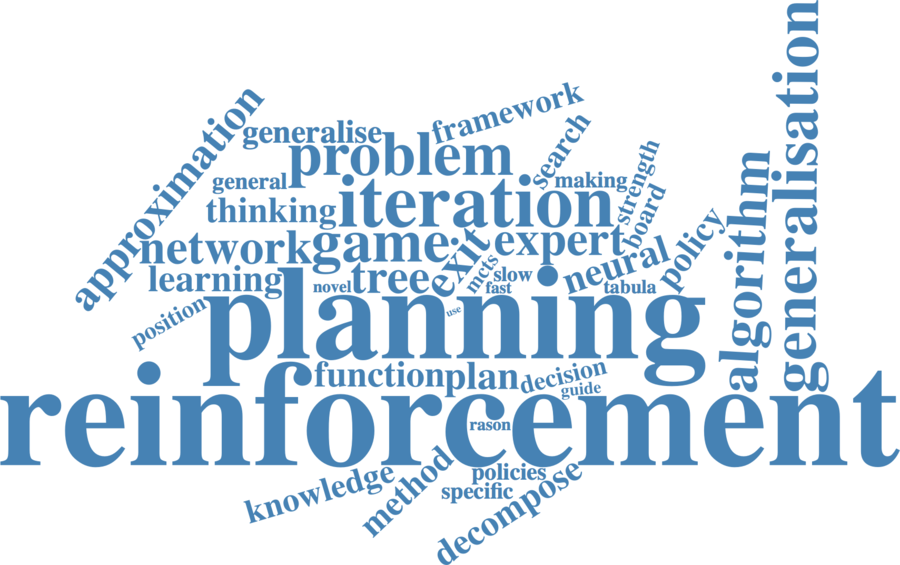 generalisation
framework
approximation
generalise
problem
search
making
strength
general
thinking
iteration
board
algorithm
network
game
exit
expert
neural
policy
learning
novel
tree
mcts
slow
fast
tabula
position
planning
use
function
plan
decision
guide
reinforcement
rason
knowledge
method
policies
specific
decompose